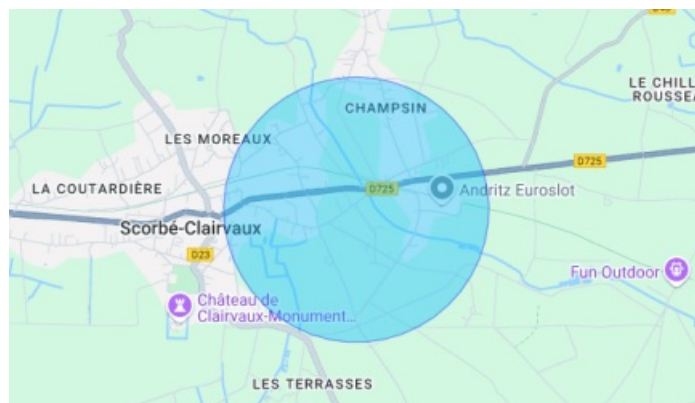 D48
LE CHILL
ROUSSEA
CHAMPSIN
LES MOREAUX
D725
LA COUTARDIÈRE
D725
Andritz Euroslot
Scorbé-Clairvaux
D23
Fun Outdoor
Château de
Clairvaux-Monument...
LES TERRASSES